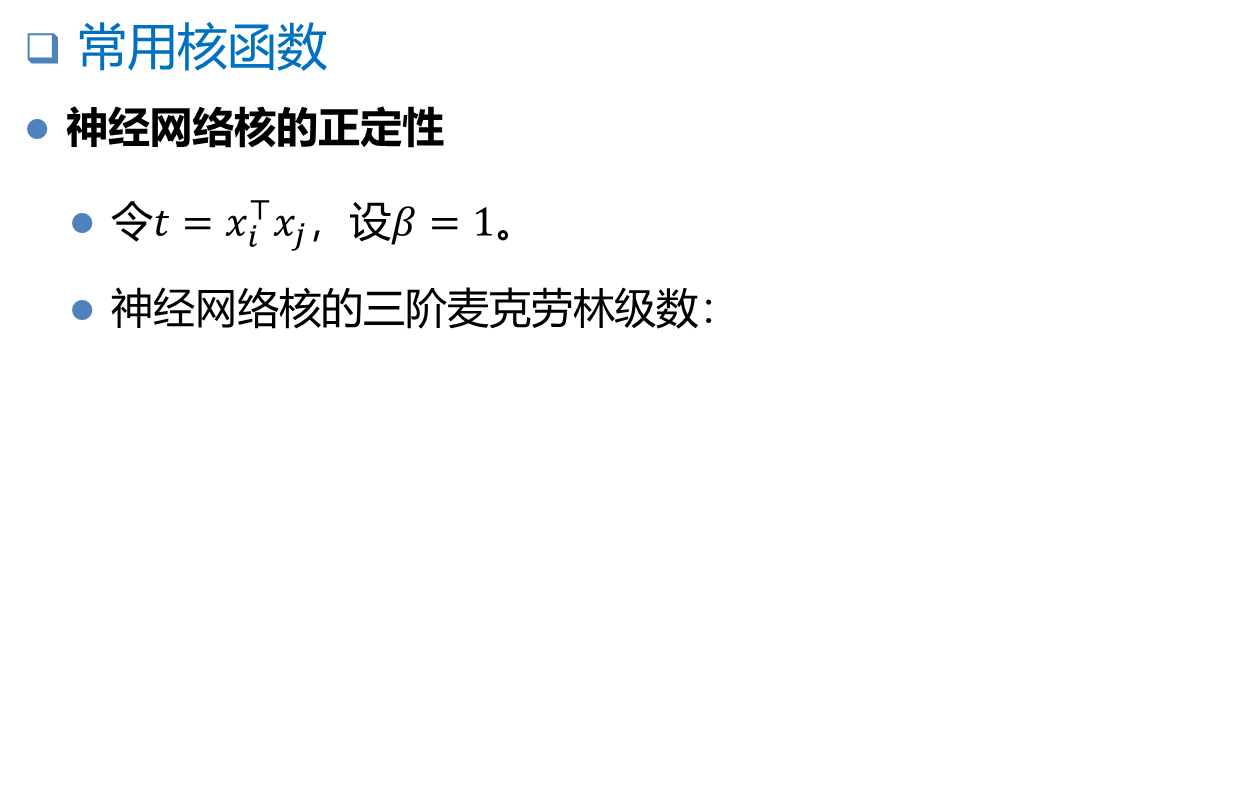 常用核函数
神经网络核的正定性
令$t = x_i^\top x_j$，设$\beta = 1$。
神经网络核的三阶麦克劳林级数：